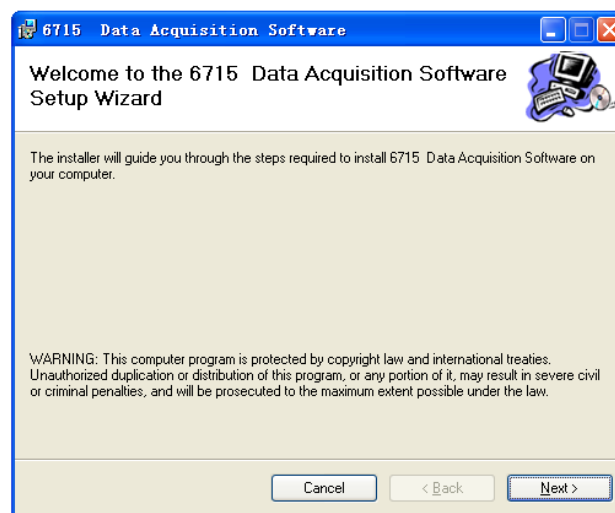 6715  Data Acquisition Software
Welcome to the 6715  Data Acquisition Software
Setup Wizard
The installer will guide you through the steps required to install 6715  Data Acquisition Software on
your computer.
WARNING: This computer program is protected by copyright law and international treaties.
Unauthorized duplication or distribution of this program, or any portion of it, may result in severe civil
or criminal penalties, and will be prosecuted to the maximum extent possible under the law.
Cancel
< Back
Next >